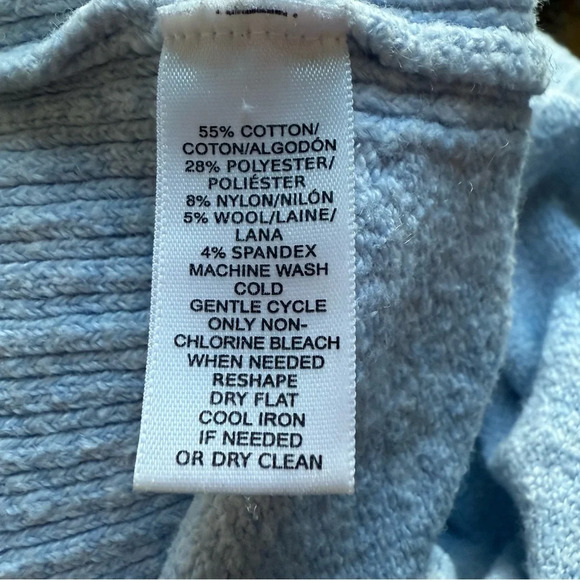 55% COTTON/
COTON/ALGODÓN
28% POLYESTER/
POLIÉSTER
8% NYLON/NILÓN
5% WOOL/LAINE/
LANA
4% SPANDEX
MACHINE WASH
COLD
GENTLE CYCLE
ONLY NON-
CHLORINE BLEACH
WHEN NEEDED
RESHAPE
DRY FLAT
COOL IRON
IF NEEDED
OR DRY CLEAN